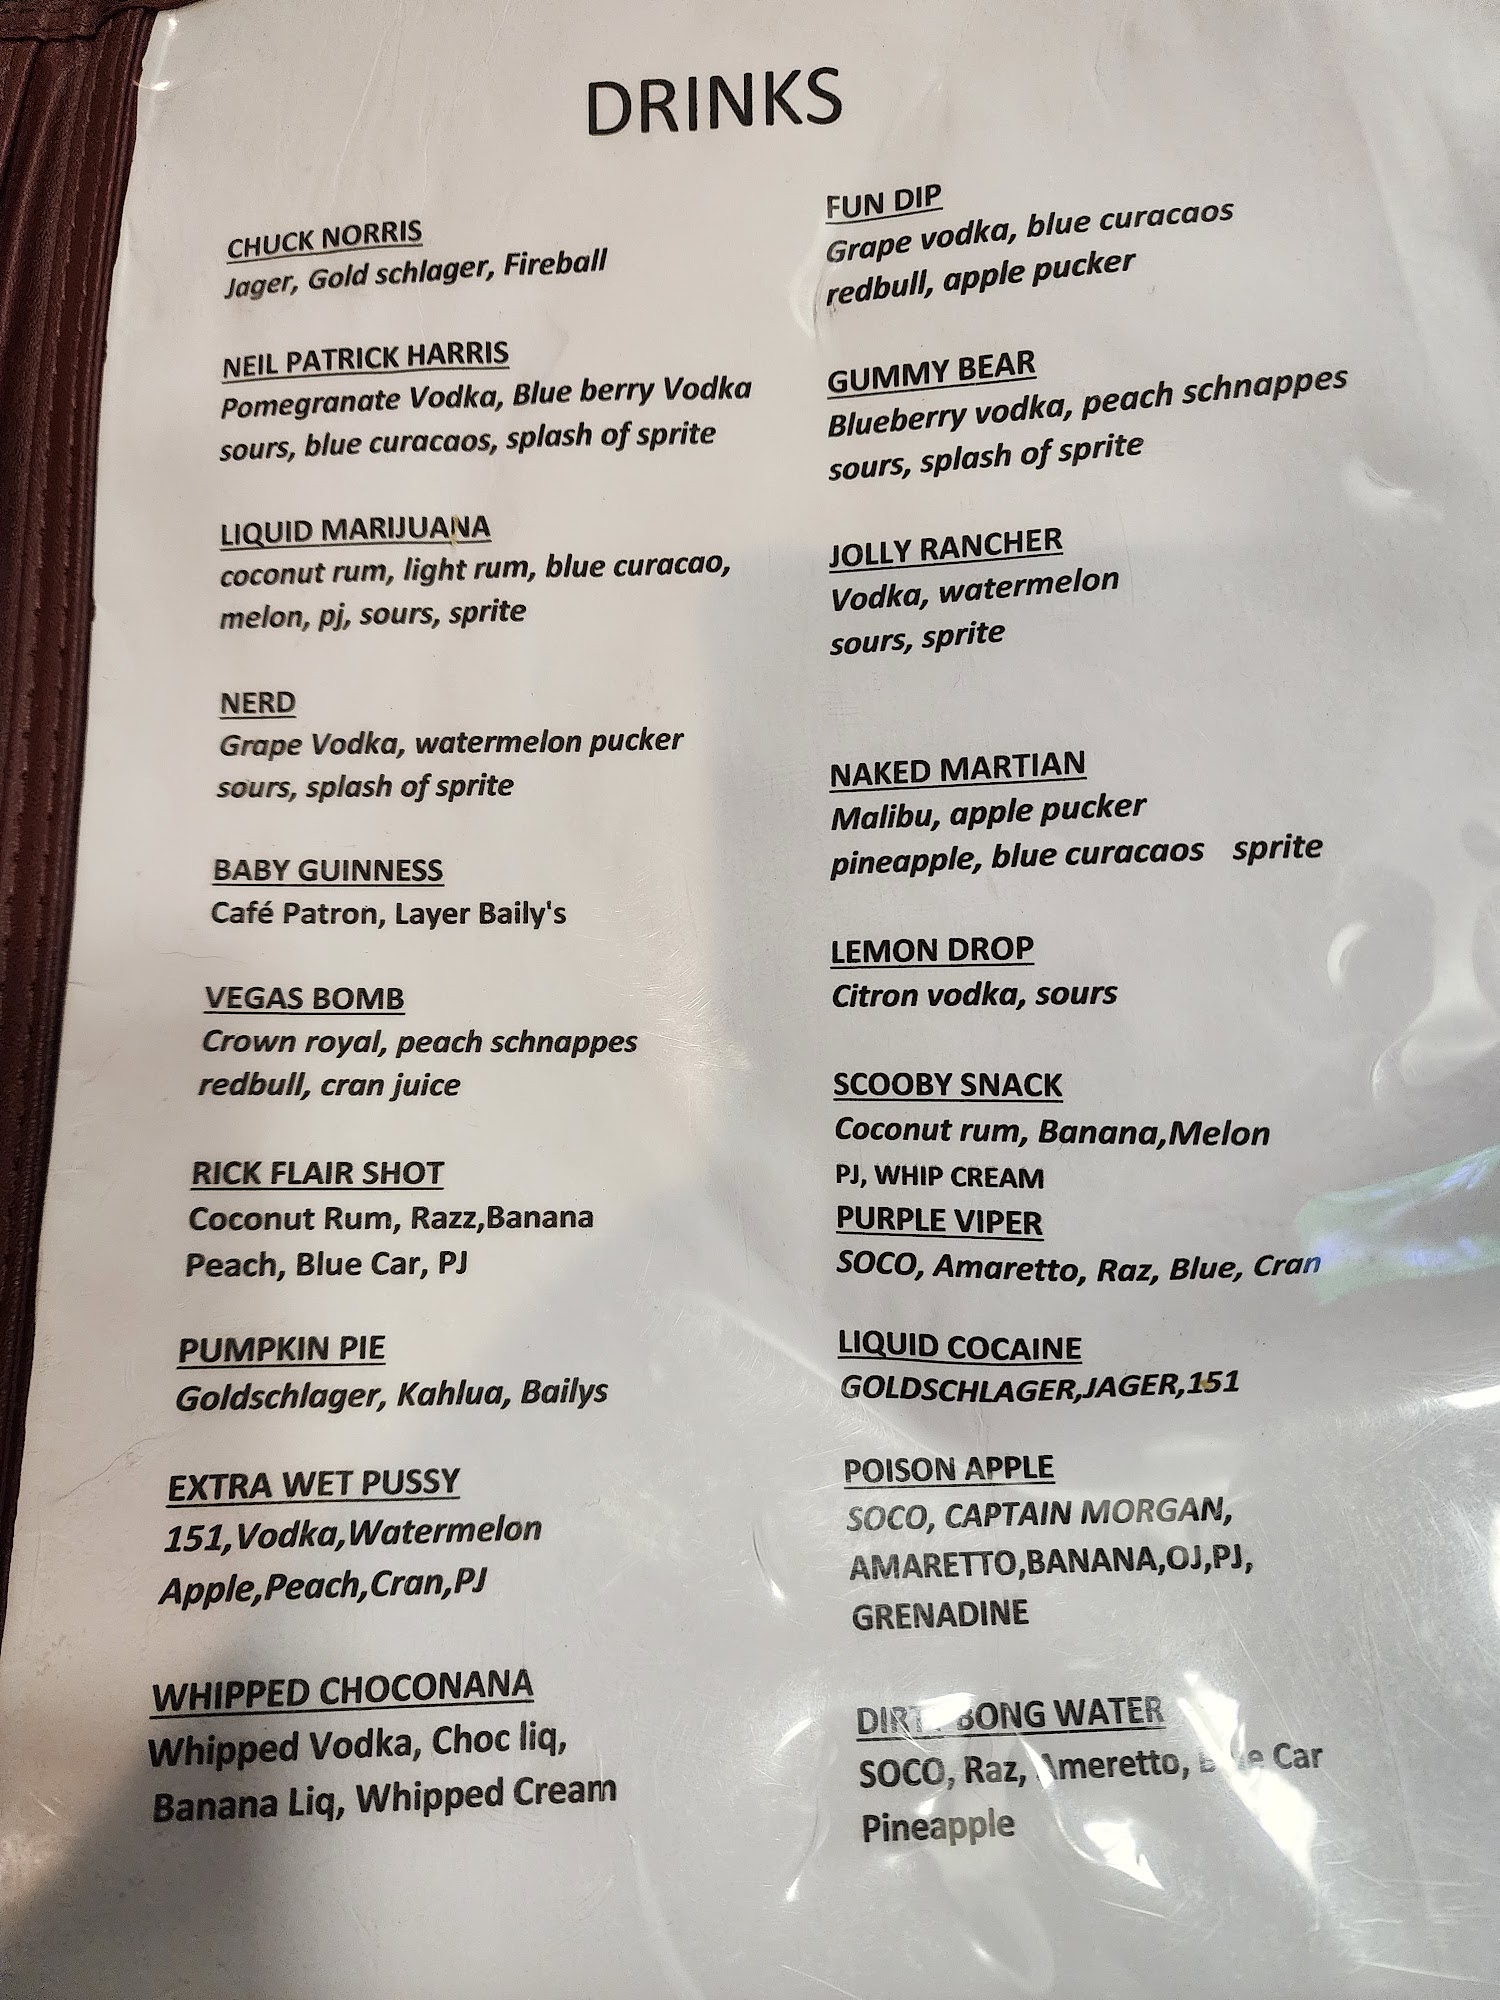 DRINKS
CHUCK NORRIS
Jager, Gold schlager, Fireball
NEIL PATRICK HARRIS
Pomegranate Vodka, Blue berry Vodka
sours, blue curacaos, splash of sprite
LIQUID MARIJUANA
coconut rum, light rum, blue curacao,
melon, pj, sours, sprite
NERD
Grape Vodka, watermelon pucker
sours, splash of sprite
BABY GUINNESS
Café Patron, Layer Baily's
VEGAS BOMB
Crown royal, peach schnappes
redbull, cran juice
RICK FLAIR SHOT
Coconut Rum, Razz,Banana
Peach, Blue Car, PJ
PUMPKIN PIE
Goldschlager, Kahlua, Bailys
EXTRA WET PUSSY
151,Vodka,Watermelon
Apple,Peach,Cran,PJ
WHIPPED CHOCONANA
Whipped Vodka, Choc liq,
Banana Liq, Whipped Cream
FUN DIP
Grape vodka, blue curacaos
redbull, apple pucker
GUMMY BEAR
Blueberry vodka, peach schnappes
sours, splash of sprite
JOLLY RANCHER
Vodka, watermelon
sours, sprite
NAKED MARTIAN
Malibu, apple pucker
pineapple, blue curacaos sprite
LEMON DROP
Citron vodka, sours
SCOOBY SNACK
Coconut rum, Banana,Melon
PJ, WHIP CREAM
PURPLE VIPER
SOCO, Amaretto, Raz, Blue, Cran
LIQUID COCAINE
GOLDSCHLAGER,JAGER,151
POISON APPLE
SOCO, CAPTAIN MORGAN,
AMARETTO,BANANA,OJ,PJ,
GRENADINE
DIRTY BONG WATER
SOCO, Raz, Ameretto, Blue Car
Pineapple